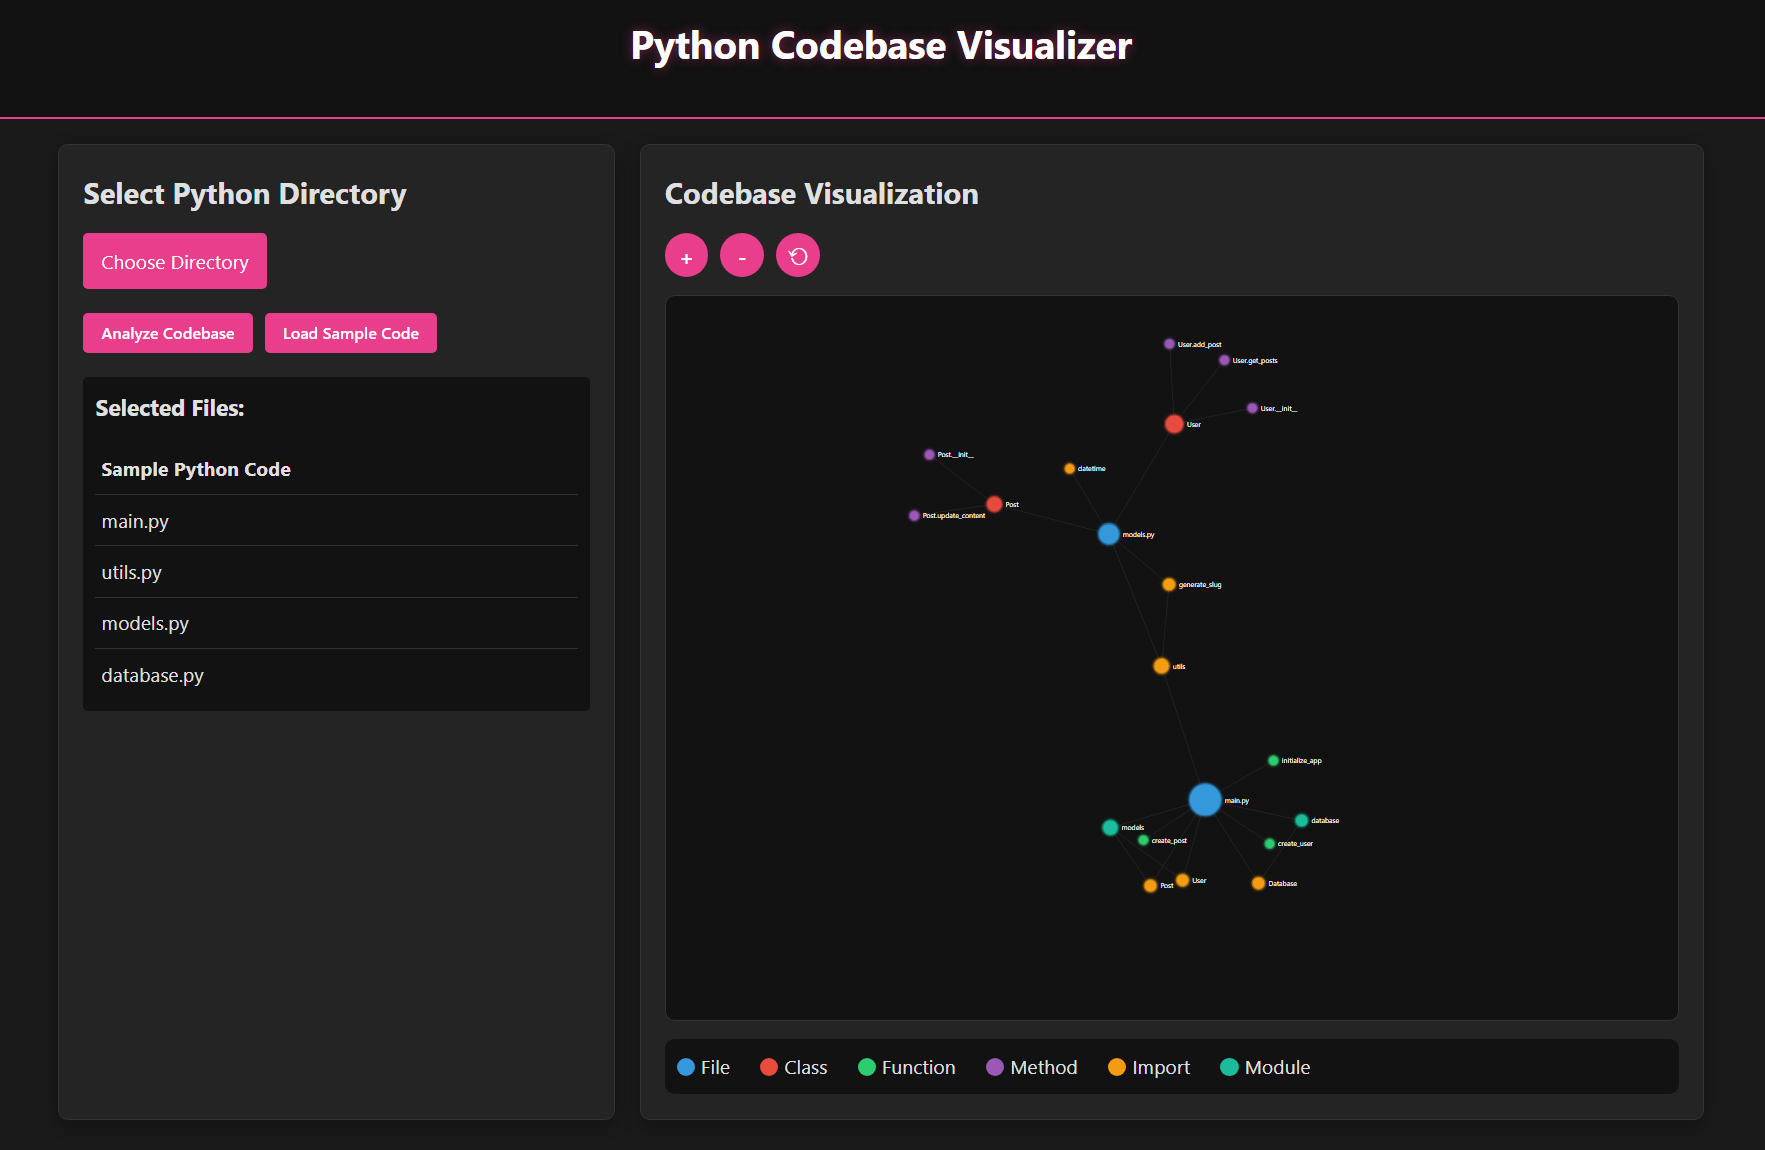 Python Codebase Visualizer
Select Python Directory
Choose Directory
Analyze Codebase
Load Sample Code
Selected Files:
Sample Python Code
main.py
utils.py
models.py
database.py
Codebase Visualization
+
-
User.add_post
User.get_posts
User.__init__
User
Post.__init__
datetime
Post
Post.update_content
models.py
generate_slug
utils
initialize_app
main.py
database
models
create_post
create_user
Post
User
Database
File
Class
Function
Method
Import
Module